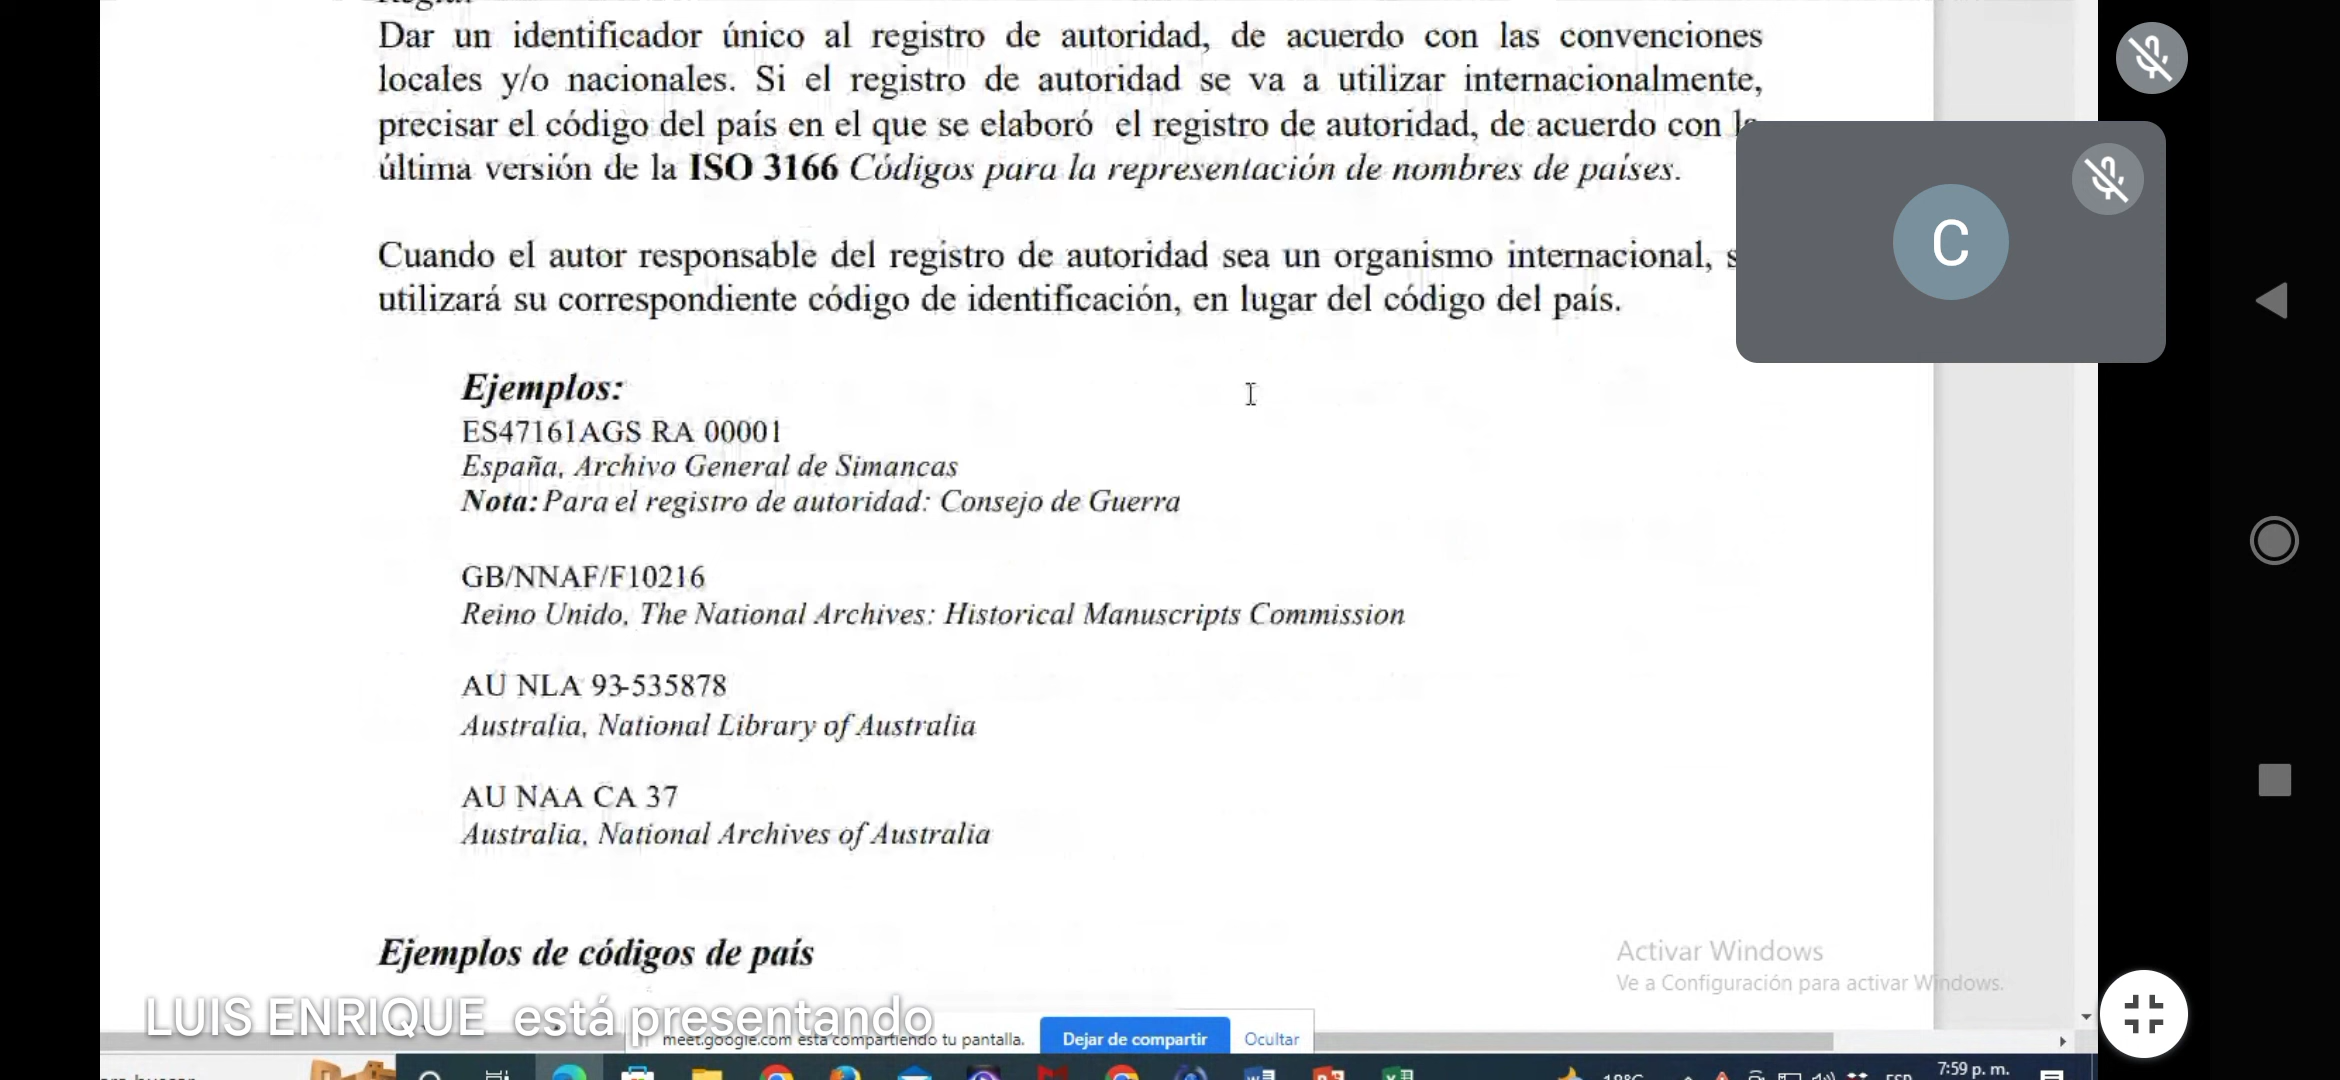 Dar un identificador único al registro de autoridad, de acuerdo con las convenciones
locales y/o nacionales. Si el registro de autoridad se va a utilizar internacionalmente,
precisar el código del país en el que se elaboró el registro de autoridad, de acuerdo con
última versión de la ISO 3166 Códigos para la representación de nombres de países.
C
Cuando el autor responsable del registro de autoridad sea un organismo internacional,
utilizará su correspondiente código de identificación, en lugar del código del país.
Ejemplos:
ES47161AGS RA 00001
España, Archivo General de Simancas
Nota: Para el registro de autoridad: Consejo de Guerra
GB/NNAF/F10216
Reino Unido, The National Archives: Historical Manuscripts Commission
AU NLA 93-535878
Australia, National Library of Australia
AU NAA CA 37
Australia, National Archives of Australia
Ejemplos de códigos de país
Activar Windows
Ve a Configuración para activar Windows.
LUIS ENRIQUE está presentando
meet.google.com está compartiendo tu pantalla.
Dejar de compartir
Ocultar
7:59 p. m.